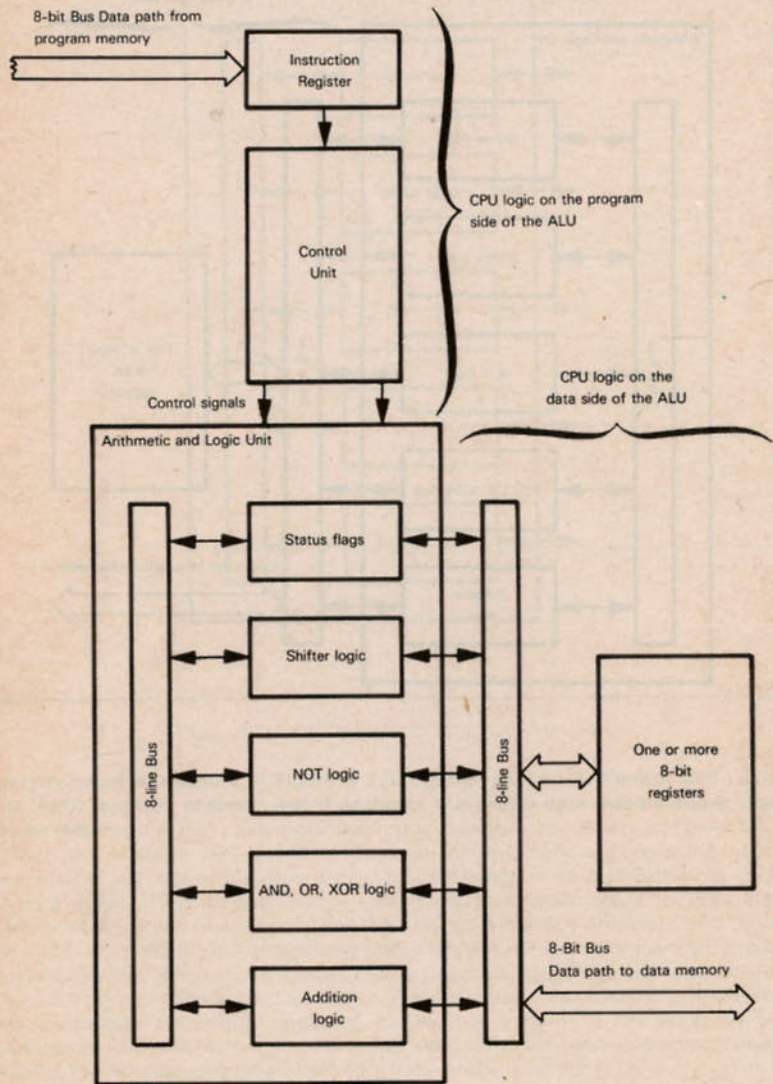 8-bit Bus Data path from
program memory
Instruction
Register
CPU logic on the program
side of the ALU
Control
Unit
CPU logic on the
data side of the ALU
Control signals
Arithmetic and Logic Unit
Status flags
Shifter logic
8-line Bus
NOT logic
8-line Bus
One or more
8-bit
registers
AND, OR, XOR logic
8-Bit Bus
Data path to data memory
Addition
logic